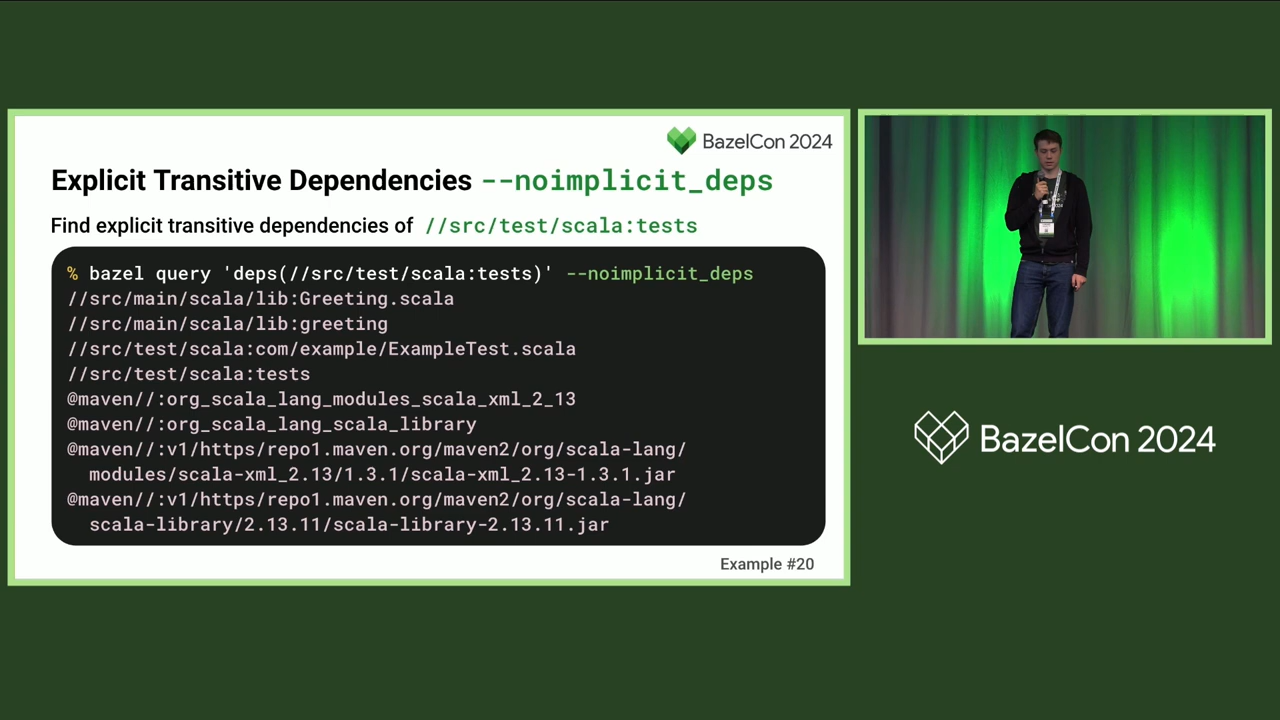 BazelCon 2024
Explicit Transitive Dependencies --noimplicit_deps
Find explicit transitive dependencies of //src/test/scala:tests
% bazel query 'deps(//src/test/scala:tests)' --noimplicit_deps
//src/main/scala/lib:Greeting.scala
//src/main/scala/lib:greeting
//src/test/scala:com/example/ExampleTest.scala
//src/test/scala:tests
@maven//:org_scala_lang_modules_scala_xml_2_13
@maven//:org_scala_lang_scala_library
@maven//:v1/https/repo1.maven.org/maven2/org/scala-lang/
modules/scala-xml_2.13/1.3.1/scala-xml_2.13-1.3.1.jar
@maven//:v1/https/repo1.maven.org/maven2/org/scala-lang/
scala-library/2.13.11/scala-library-2.13.11.jar
Example #20
BazelCon 2024